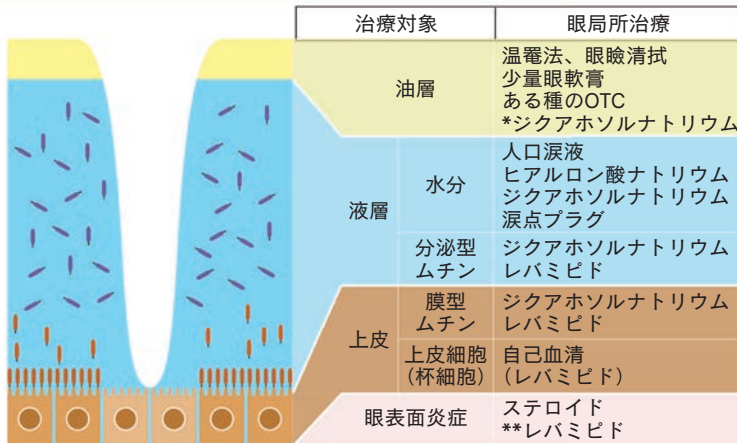 治療対象
眼局所治療
油層
温罨法、眼瞼清拭
少量眼軟膏
ある種のOTC
*ジクアホソルナトリウム
液層
水分
人口涙液
ヒアルロン酸ナトリウム
ジクアホソルナトリウム
涙点プラグ
分泌型
ムチン
ジクアホソルナトリウム
レバミピド
上皮
膜型
ムチン
ジクアホソルナトリウム
レバミピド
上皮細胞
(杯細胞)
自己血清
(レバミピド)
眼表面炎症
ステロイド
**レバミピド